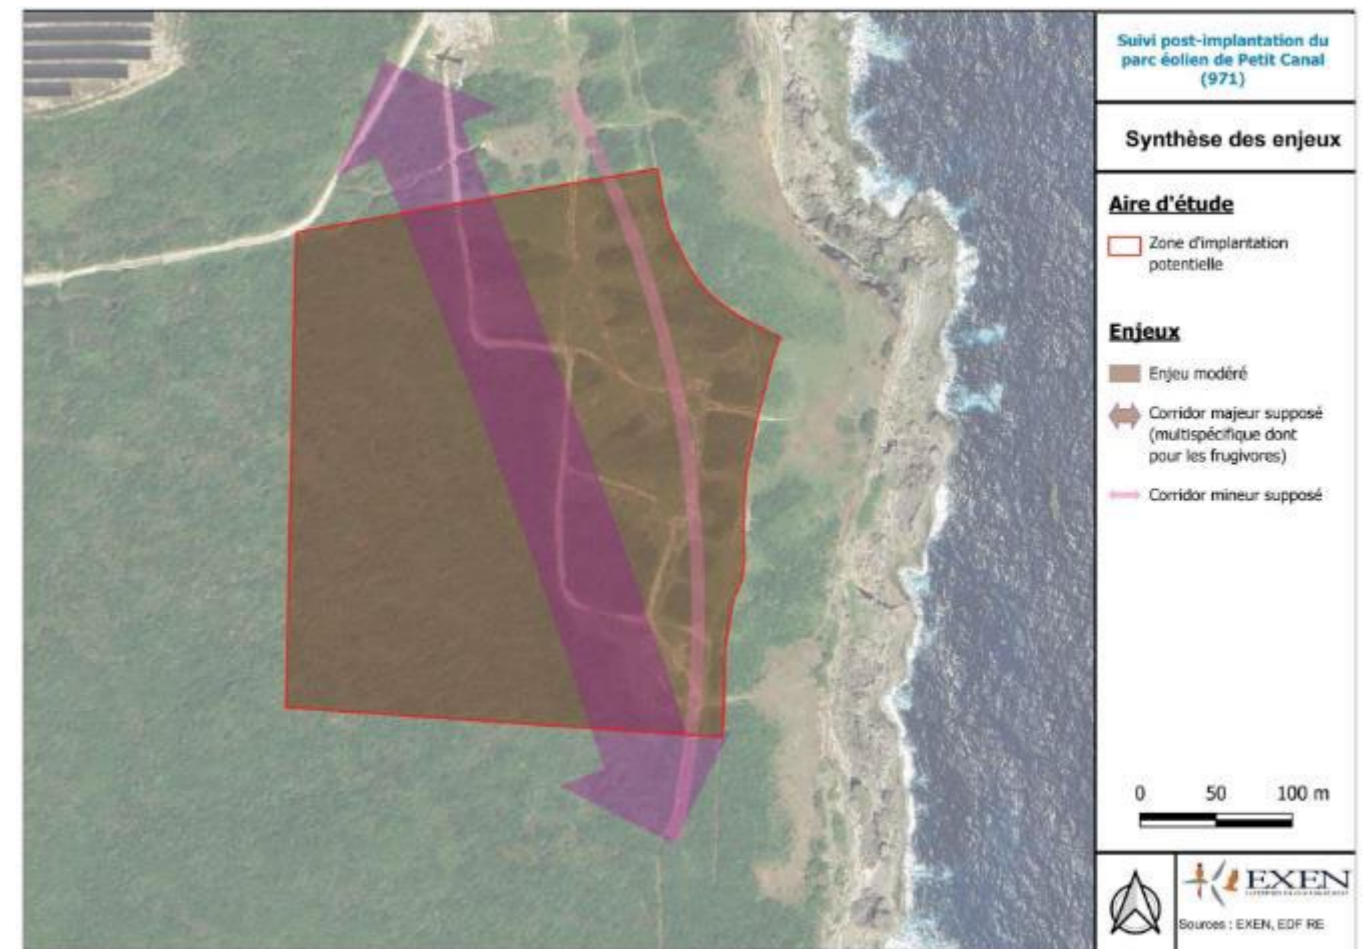 Suivi post-implantation du
parc éolien de Petit Canal
(971)
Synthèse des enjeux
Aire d'étude
Zone d'implantation
potentielle
Enjeux
Enjeu modéré
Corridor majeur supposé
(multispécifique dont
pour les frugivores)
Corridor mineur supposé
0 50 100 m
EXEN
Sources : EXEN, EDF RE